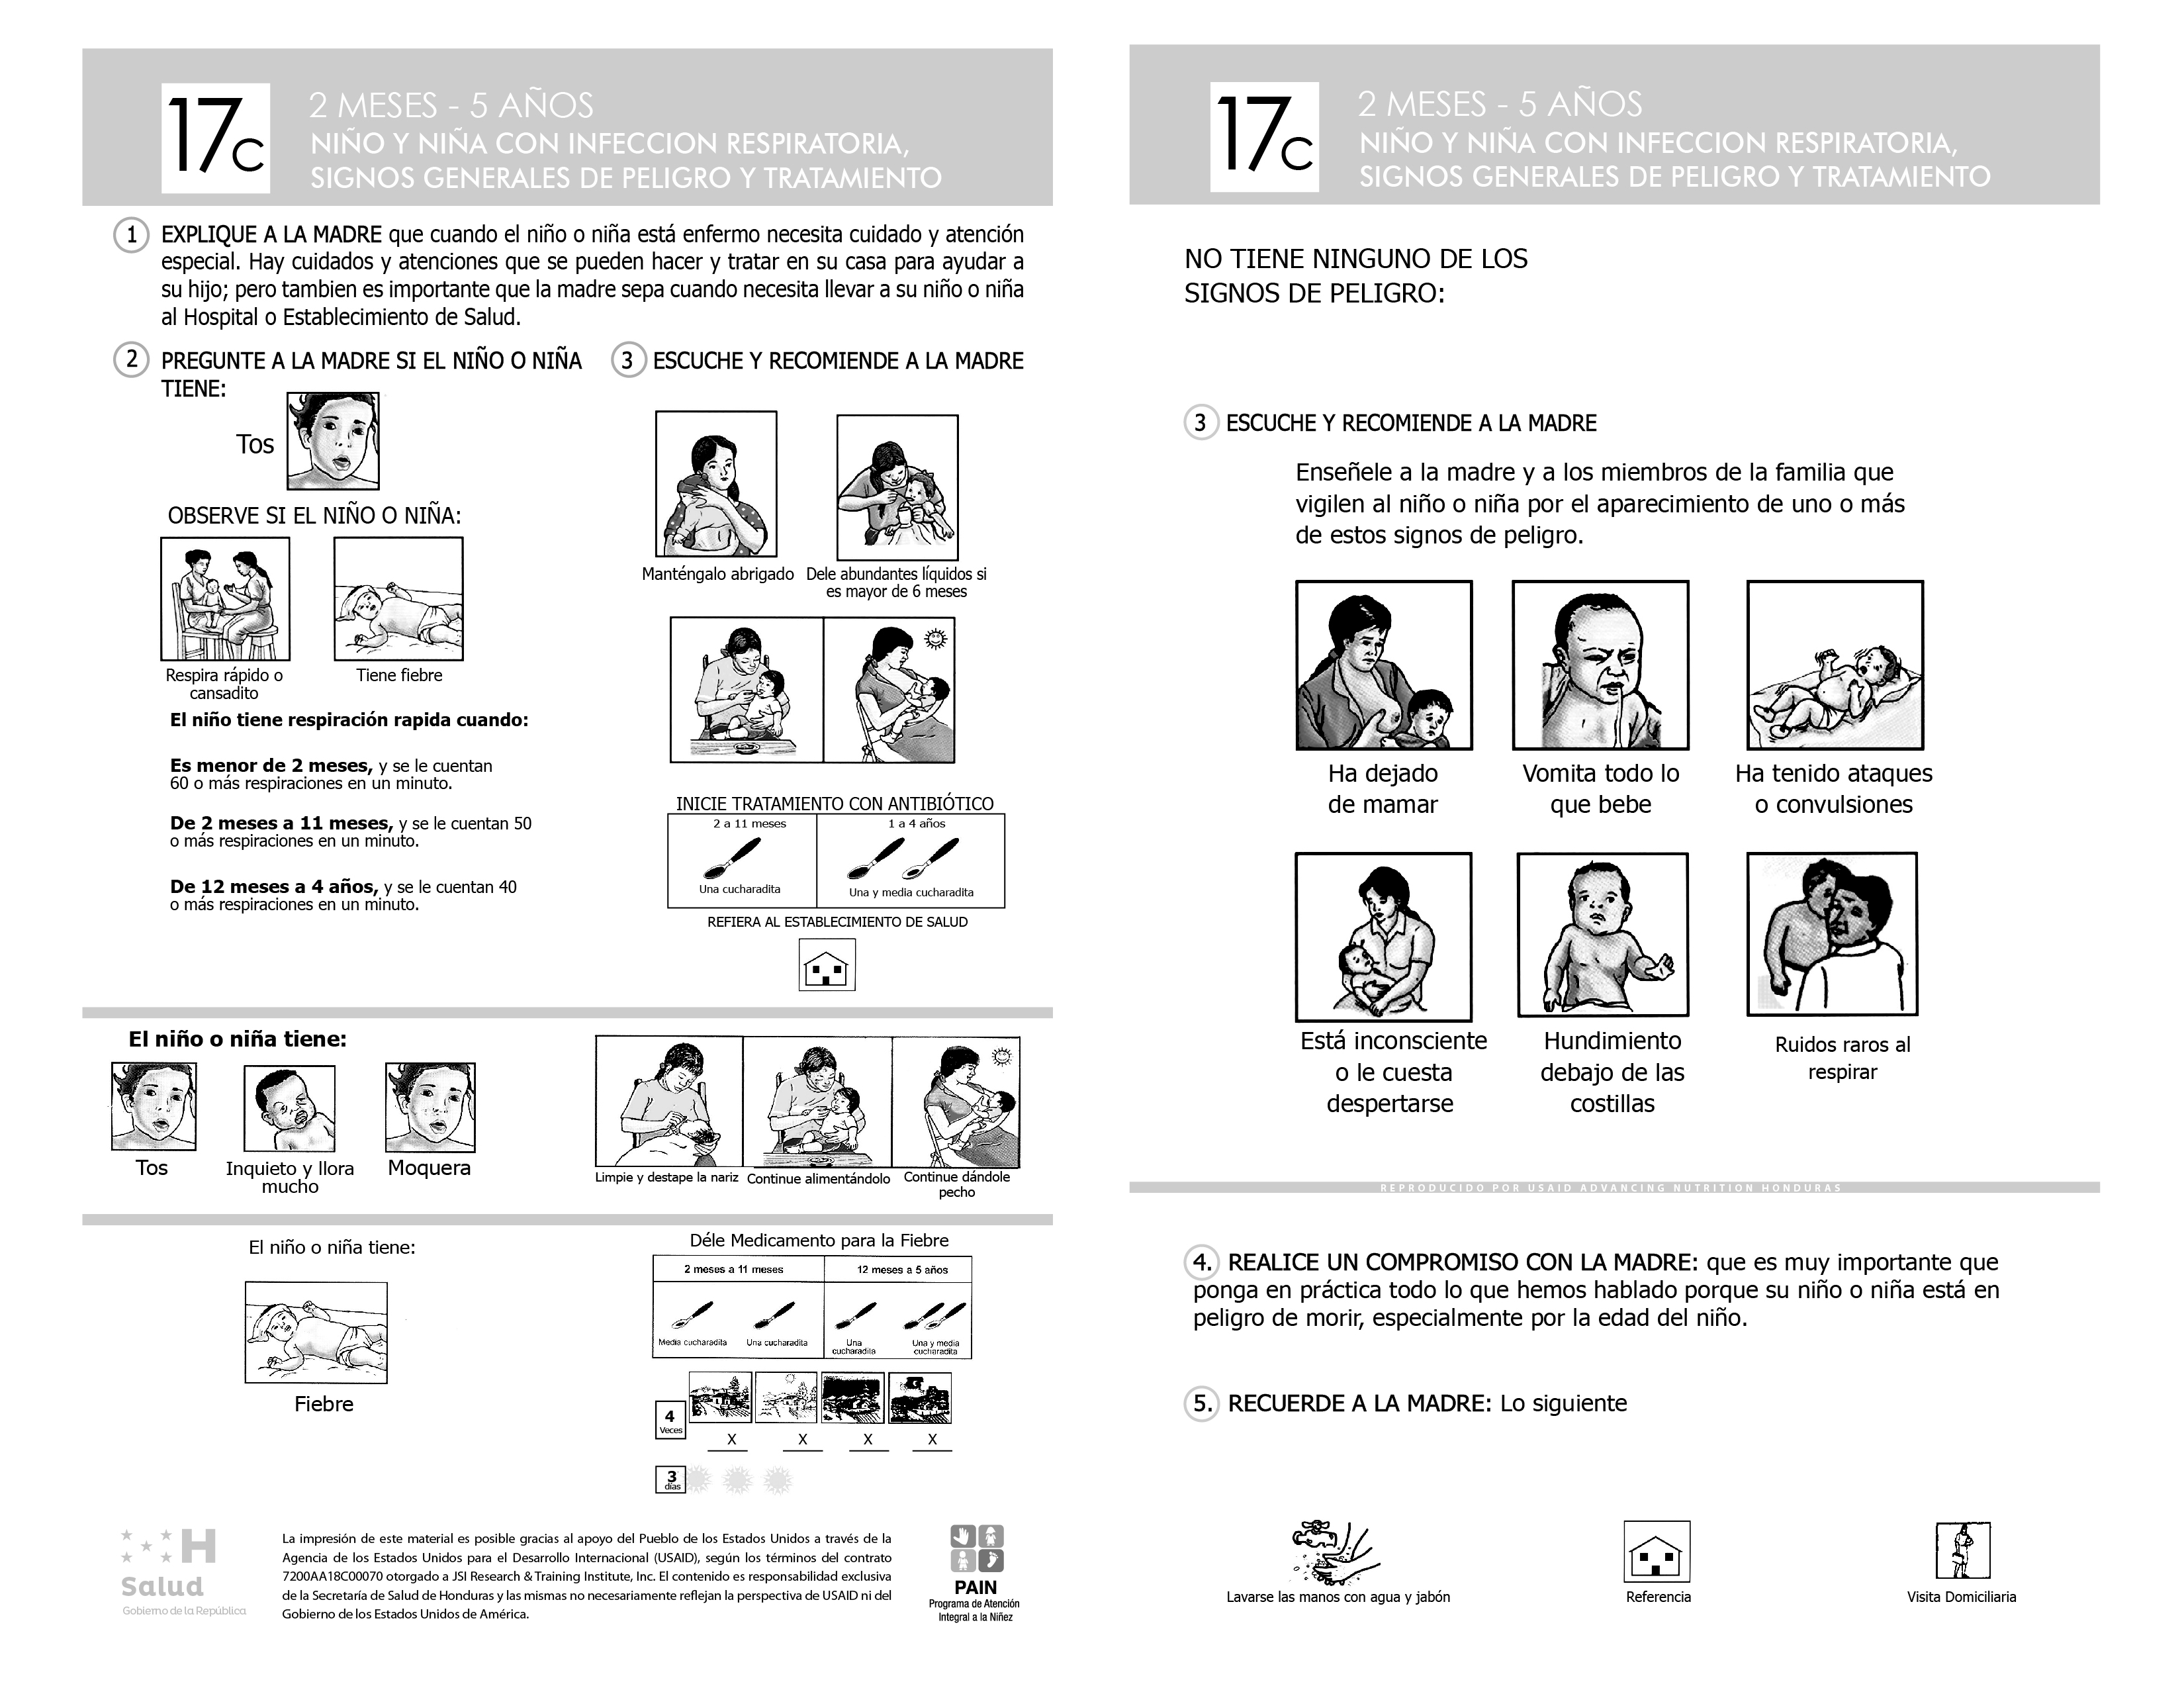 17c
2 MESES - 5 AÑOS
NIÑO Y NIÑA CON INFECCION RESPIRATORIA,
SIGNOS GENERALES DE PELIGRO Y TRATAMIENTO
1 EXPLIQUE A LA MADRE que cuando el niño o niña está enfermo necesita cuidado y atención
especial. Hay cuidados y atenciones que se pueden hacer y tratar en su casa para ayudar a
su hijo; pero tambien es importante que la madre sepa cuando necesita llevar a su niño o niña
al Hospital o Establecimiento de Salud.
2 PREGUNTE A LA MADRE SI EL NIÑO O NIÑA
TIENE:
Tos
OBSERVE SI EL NIÑO O NIÑA:
Respira rápido o
cansadito
Tiene fiebre
El niño tiene respiración rapida cuando:
Es menor de 2 meses, y se le cuentan
60 o más respiraciones en un minuto.
De 2 meses a 11 meses, y se le cuentan 50
o más respiraciones en un minuto.
De 12 meses a 4 años, y se le cuentan 40
o más respiraciones en un minuto.
3 ESCUCHE Y RECOMIENDE A LA MADRE
Manténgalo abrigado
Dele abundantes líquidos si
es mayor de 6 meses
INICIE TRATAMIENTO CON ANTIBIÓTICO
2 a 11 meses
1 a 4 años
Una cucharadita
Una y media cucharadita
REFIERA AL ESTABLECIMIENTO DE SALUD
El niño o niña tiene:
Tos
Inquieto y llora
mucho
Moquera
Limpie y destape la nariz
Continue alimentándolo
Continue dándole
pecho
El niño o niña tiene:
Fiebre
Déle Medicamento para la Fiebre
2 meses a 11 meses
12 meses a 5 años
Media cucharadita
Una cucharadita
Una
cucharadita
Una y media
cucharadita
4
Veces
X X X X
3
días
Salud
Gobierno de la República
La impresión de este material es posible gracias al apoyo del Pueblo de los Estados Unidos a través de la
Agencia de los Estados Unidos para el Desarrollo Internacional (USAID), según los términos del contrato
7200AA18C00070 otorgado a JSI Research & Training Institute, Inc. El contenido es responsabilidad exclusiva
de la Secretaría de Salud de Honduras y las mismas no necesariamente reflejan la perspectiva de USAID ni del
Gobierno de los Estados Unidos de América.
PAIN
Programa de Atención
Integral a la Niñez
17c
2 MESES - 5 AÑOS
NIÑO Y NIÑA CON INFECCION RESPIRATORIA,
SIGNOS GENERALES DE PELIGRO Y TRATAMIENTO
NO TIENE NINGUNO DE LOS
SIGNOS DE PELIGRO:
3 ESCUCHE Y RECOMIENDE A LA MADRE
Enseñele a la madre y a los miembros de la familia que
vigilen al niño o niña por el aparecimiento de uno o más
de estos signos de peligro.
Ha dejado
de mamar
Vomita todo lo
que bebe
Ha tenido ataques
o convulsiones
Está inconsciente
o le cuesta
despertarse
Hundimiento
debajo de las
costillas
Ruidos raros al
respirar
REPRODUCIDO POR USAID ADVANCING NUTRITION HONDURAS
4. REALICE UN COMPROMISO CON LA MADRE: que es muy importante que
ponga en práctica todo lo que hemos hablado porque su niño o niña está en
peligro de morir, especialmente por la edad del niño.
5. RECUERDE A LA MADRE: Lo siguiente
Lavarse las manos con agua y jabón
Referencia
Visita Domiciliaria